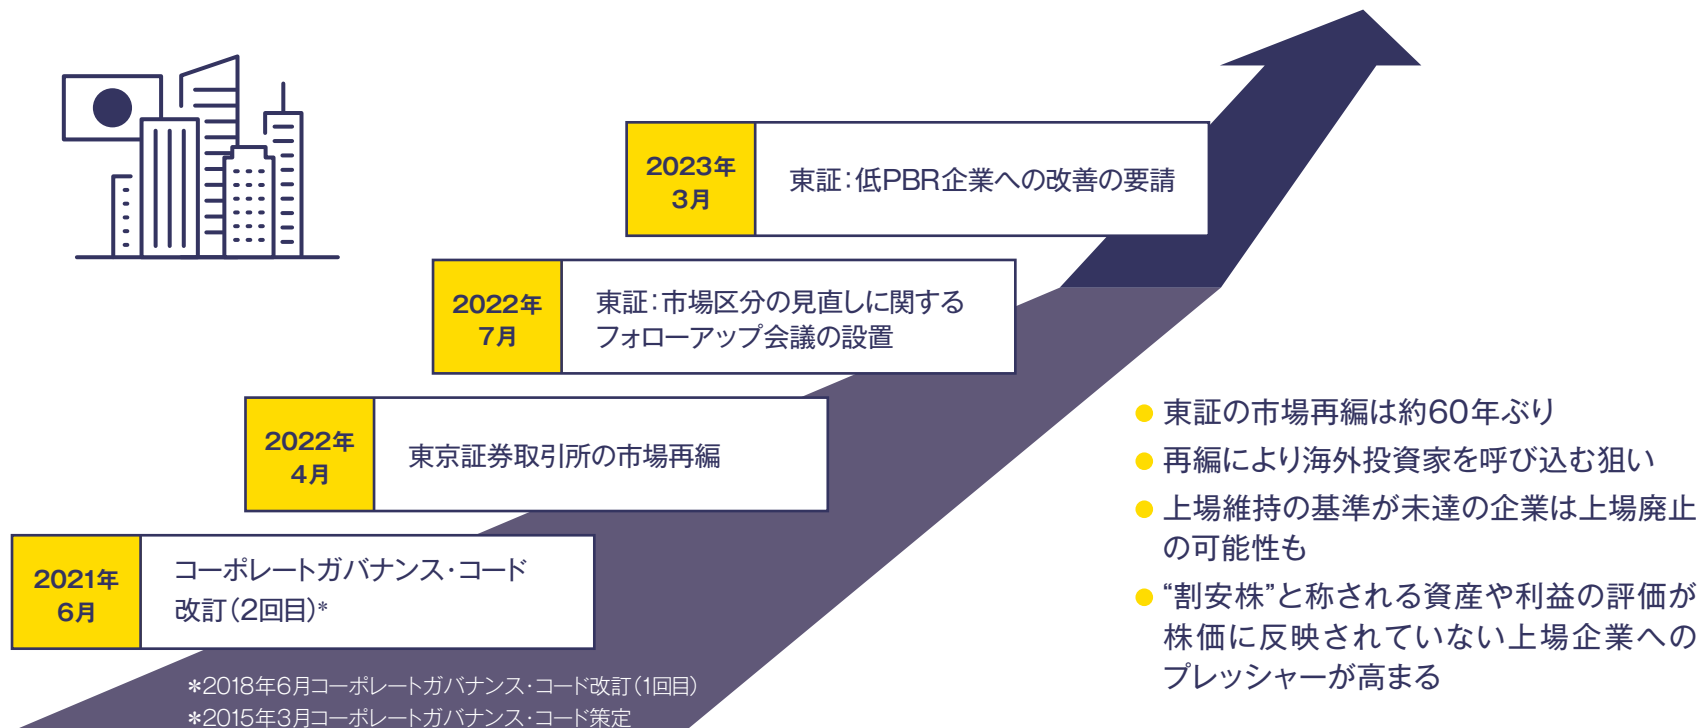 2023年
3月
東証：低PBR企業への改善の要請
2022年
7月
東証：市場区分の見直しに関する
フォローアップ会議の設置
2022年
4月
東京証券取引所の市場再編
2021年
6月
コーポレートガバナンス・コード
改訂（2回目）*
*2018年6月コーポレートガバナンス・コード改訂（1回目）
*2015年3月コーポレートガバナンス・コード策定
● 東証の市場再編は約60年ぶり
● 再編により海外投資家を呼び込む狙い
● 上場維持の基準が未達の企業は上場廃止
の可能性も
● “割安株”と称される資産や利益の評価が
株価に反映されていない上場企業への
プレッシャーが高まる